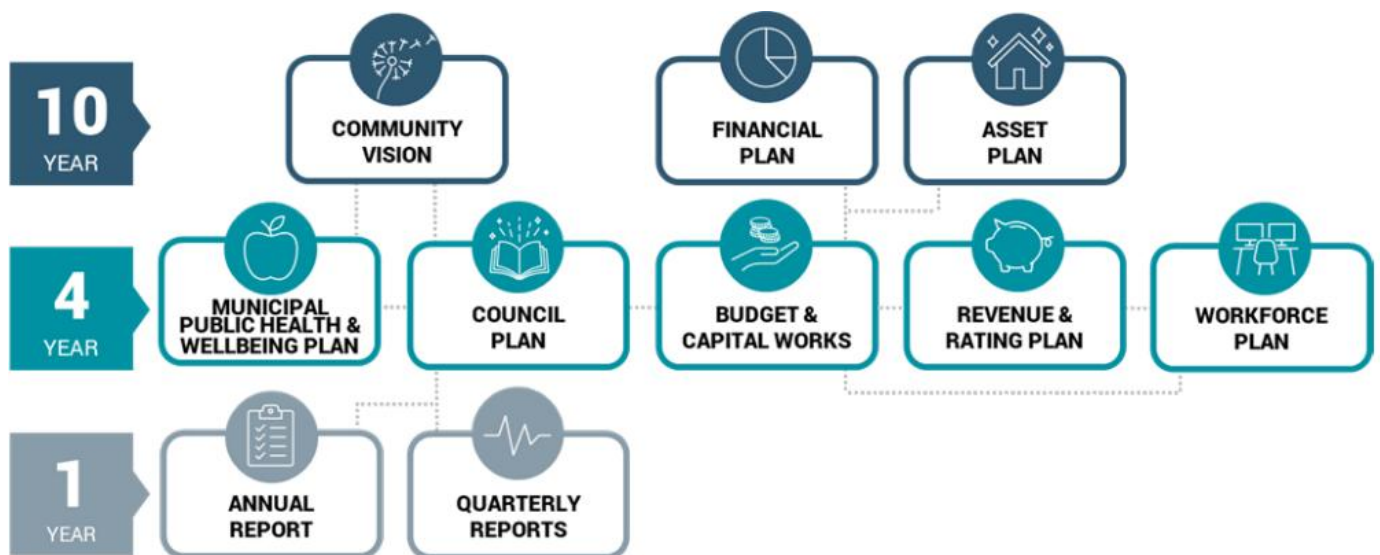 10
YEAR
COMMUNITY
VISION
FINANCIAL
PLAN
ASSET
PLAN
4
YEAR
MUNICIPAL
PUBLIC HEALTH &
WELLBEING PLAN
COUNCIL
PLAN
BUDGET &
CAPITAL WORKS
REVENUE &
RATING PLAN
WORKFORCE
PLAN
1
YEAR
ANNUAL
REPORT
QUARTERLY
REPORTS